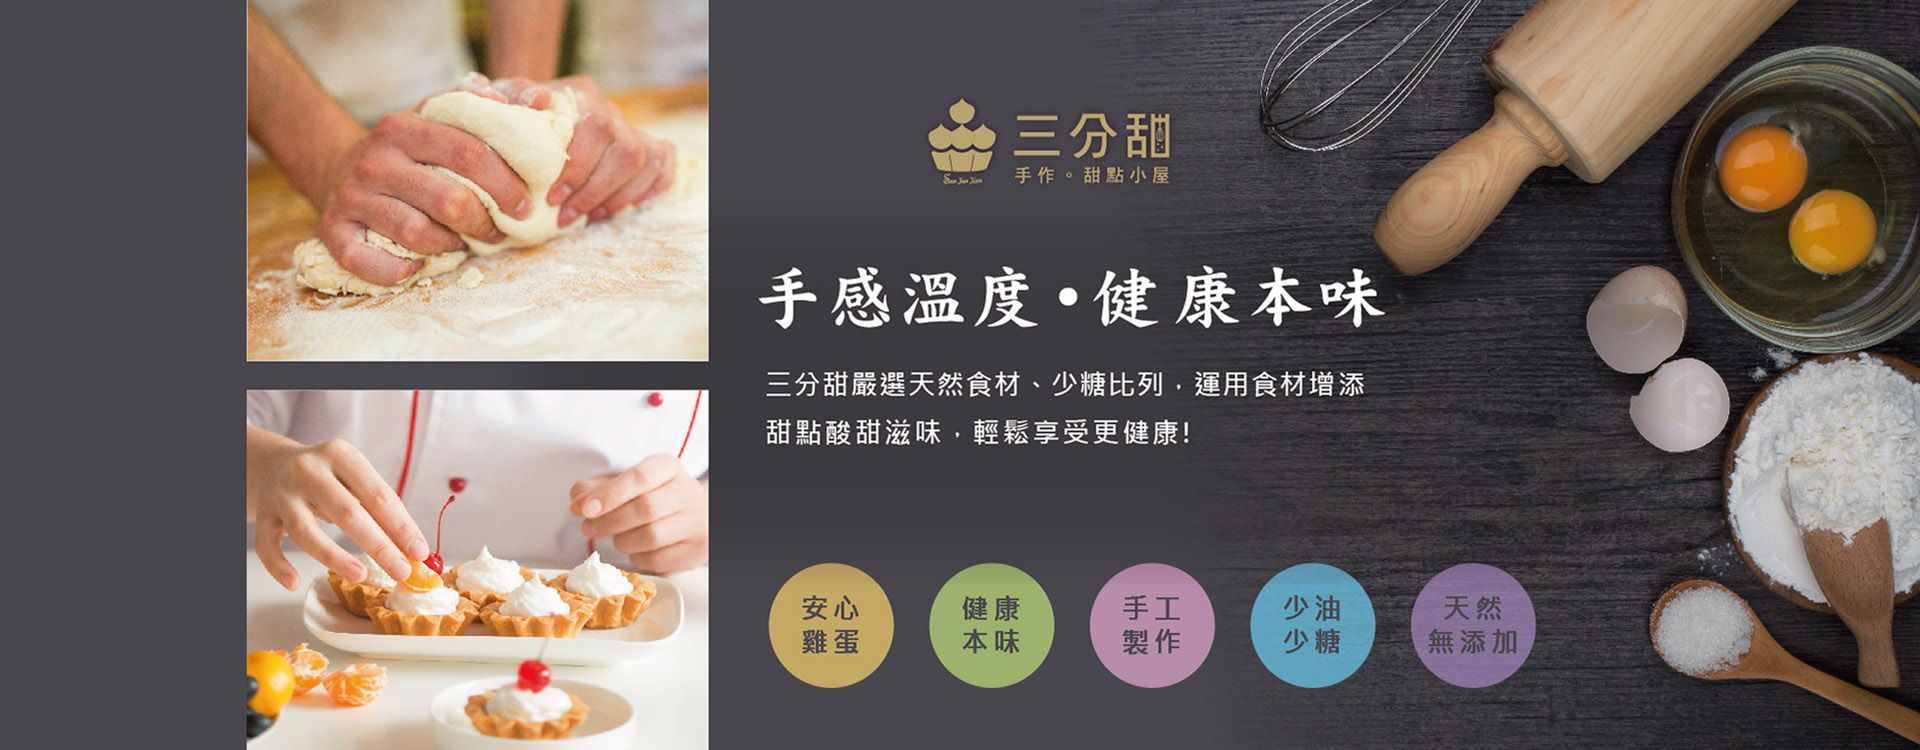 三分甜
手作。甜點小屋
San Fen Tian
手感溫度·健康本味
三分甜嚴選天然食材、少糖比列，運用食材增添
甜點酸甜滋味，輕鬆享受更健康!
安心
雞蛋
健康
本味
手工
製作
少油
少糖
天然
無添加